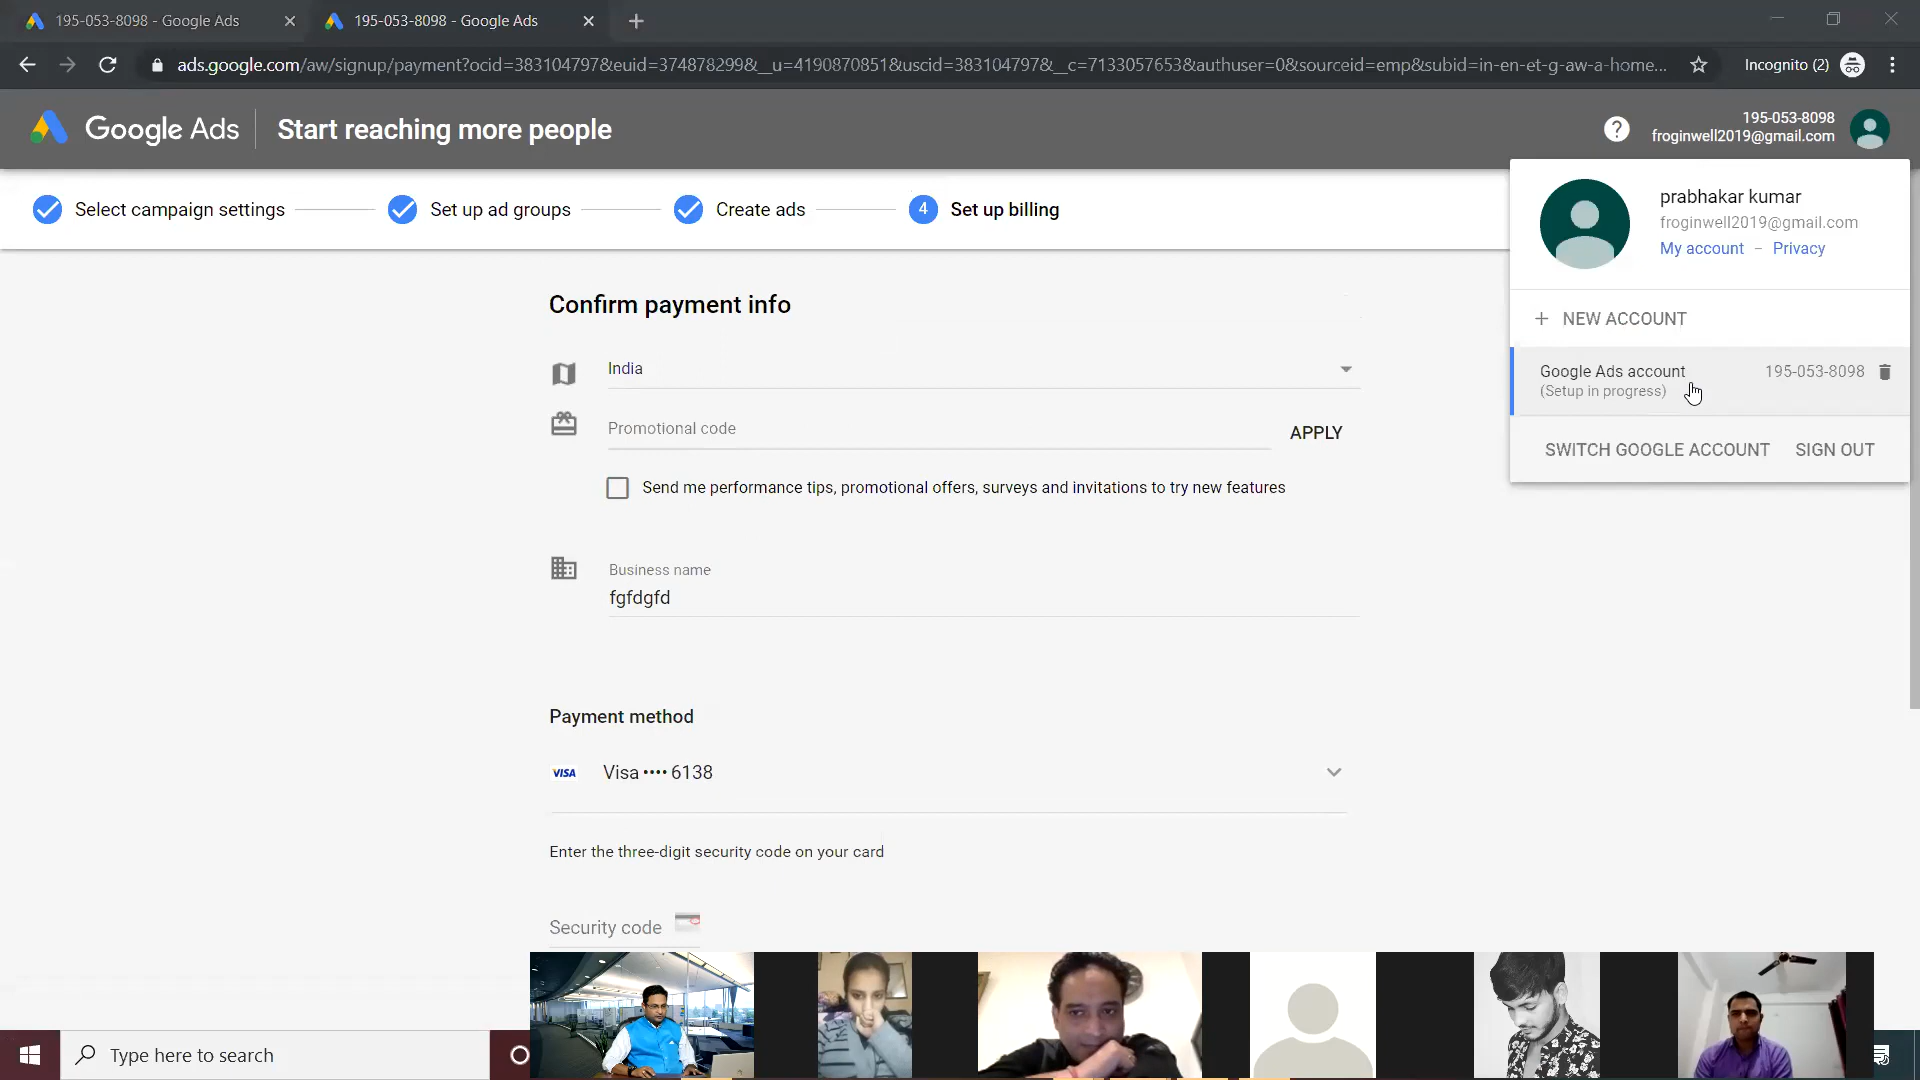 195-053-8098 - Google Ads
195-053-8098 - Google Ads
ads.google.com/aw/signup/payment?ocid=383104797&euid=374878299&__u=4190870851&uscid=383104797&__c=7133057653&authuser=0&sourceid=emp&subid=in-en-et-g-aw-a-home...
Incognito (2)
Google Ads
Start reaching more people
195-053-8098
froginwell2019@gmail.com
Select campaign settings
Set up ad groups
Create ads
4 Set up billing
prabhakar kumar
froginwell2019@gmail.com
My account – Privacy
+ NEW ACCOUNT
Google Ads account 195-053-8098
(Setup in progress)
SWITCH GOOGLE ACCOUNT SIGN OUT
Confirm payment info
India
Promotional code
APPLY
Send me performance tips, promotional offers, surveys and invitations to try new features
Business name
fgfdgfd
Payment method
VISA Visa •••• 6138
Enter the three-digit security code on your card
Security code
Type here to search